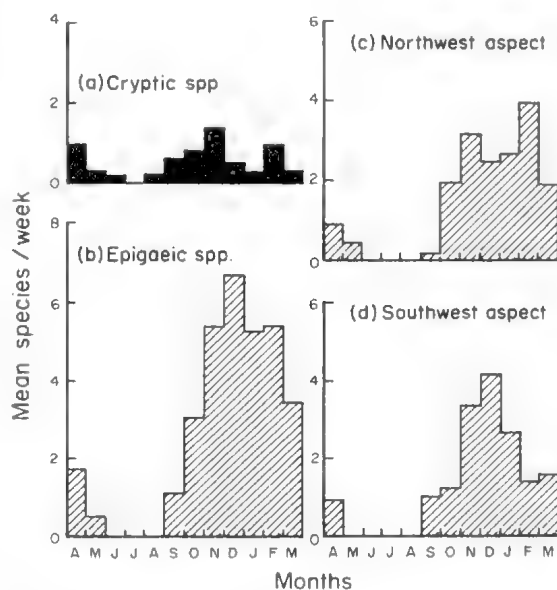 4
2
0
(a) Cryptic spp
8
6
4
2
0
(b) Epigaeic spp.
A M J J A S O N D J F M
Mean species/week
6
4
2
0
(c) Northwest aspect
6
4
2
0
(d) Southwest aspect
A M J J A S O N D J F M
Months